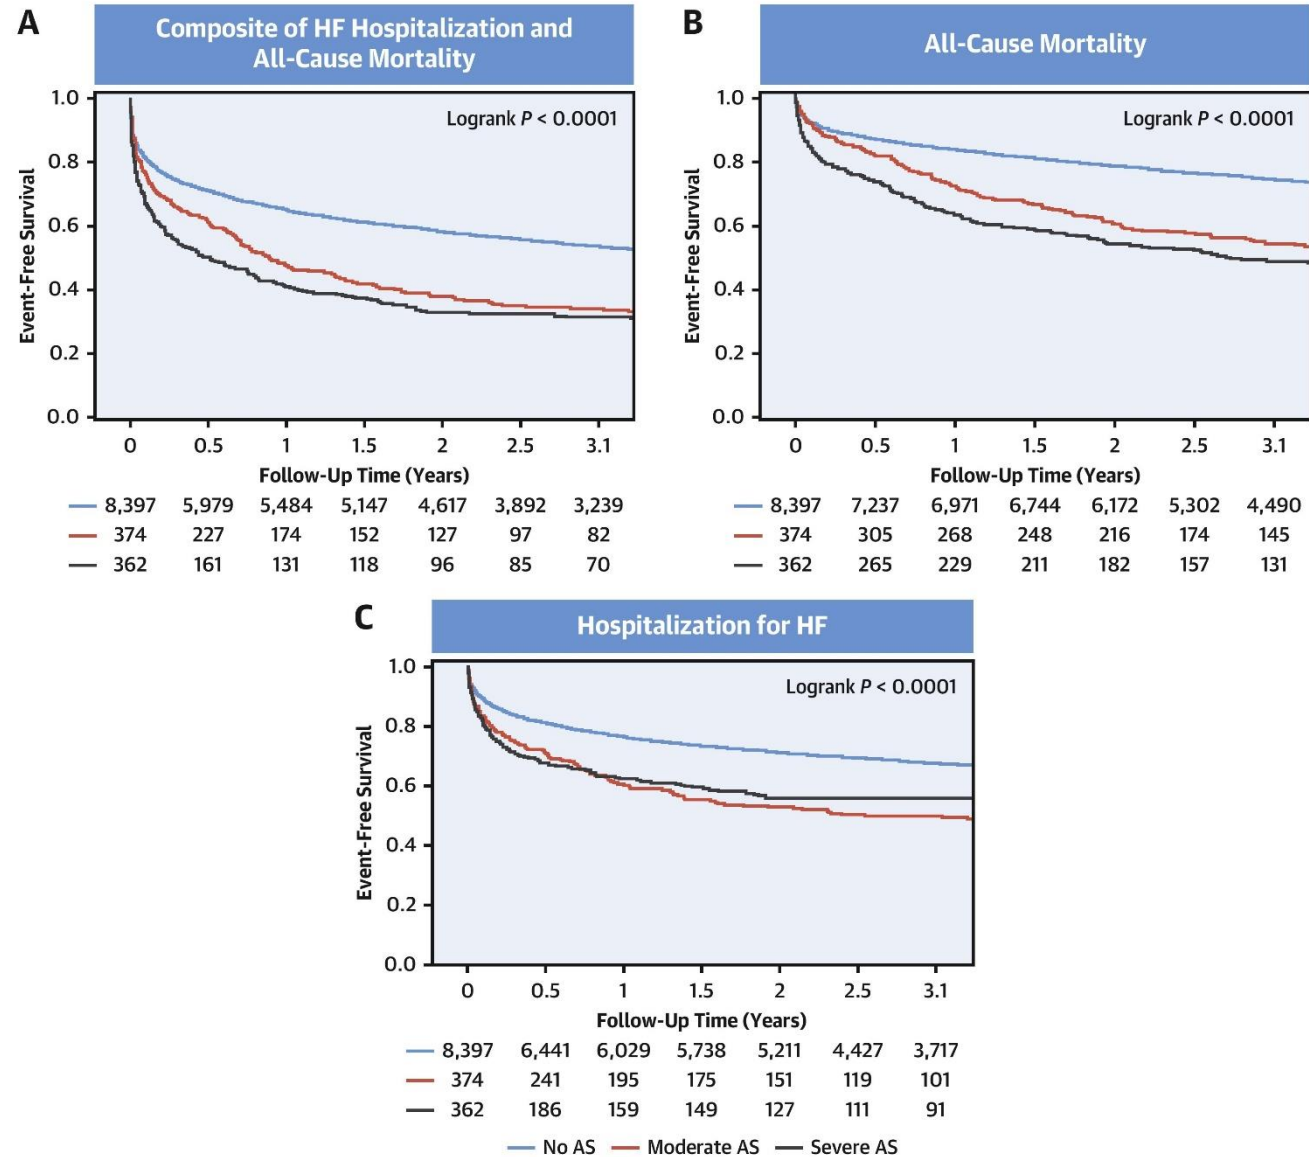 A
Composite of HF Hospitalization and
All-Cause Mortality
Logrank P < 0.0001
Event-Free Survival
1.0
0.8
0.6
0.4
0.2
0.0
0 0.5 1 1.5 2 2.5 3.1
Follow-Up Time (Years)
8,397 5,979 5,484 5,147 4,617 3,892 3,239
374 227 174 152 127 97 82
362 161 131 118 96 85 70
B
All-Cause Mortality
Logrank P < 0.0001
Event-Free Survival
1.0
0.8
0.6
0.4
0.2
0.0
0 0.5 1 1.5 2 2.5 3.1
Follow-Up Time (Years)
8,397 7,237 6,971 6,744 6,172 5,302 4,490
374 305 268 248 216 174 145
362 265 229 211 182 157 131
C
Hospitalization for HF
Logrank P < 0.0001
Event-Free Survival
1.0
0.8
0.6
0.4
0.2
0.0
0 0.5 1 1.5 2 2.5 3.1
Follow-Up Time (Years)
8,397 6,441 6,029 5,738 5,211 4,427 3,717
374 241 195 175 151 119 101
362 186 159 149 127 111 91
No AS Moderate AS Severe AS